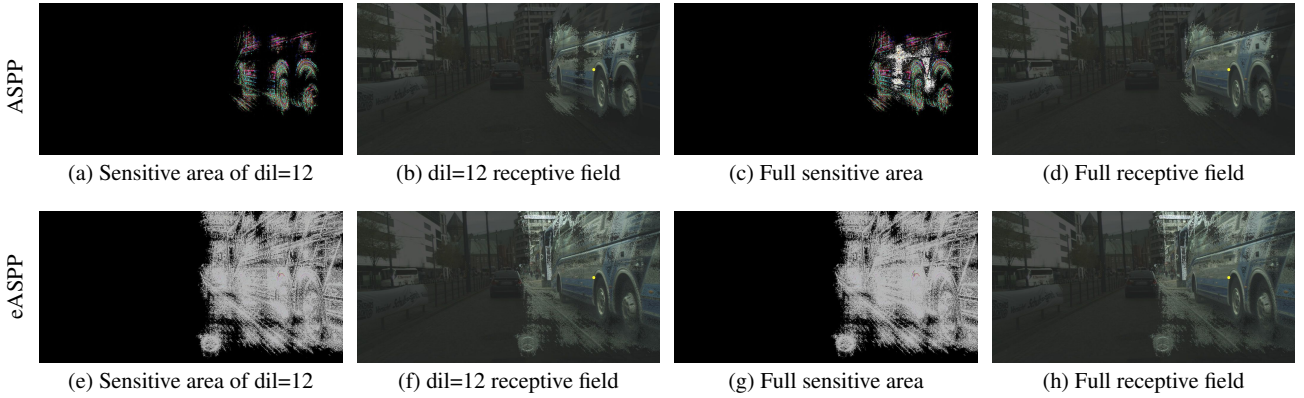 ASPP
(a) Sensitive area of dil=12
(b) dil=12 receptive field
(c) Full sensitive area
(d) Full receptive field
eASPP
(e) Sensitive area of dil=12
(f) dil=12 receptive field
(g) Full sensitive area
(h) Full receptive field